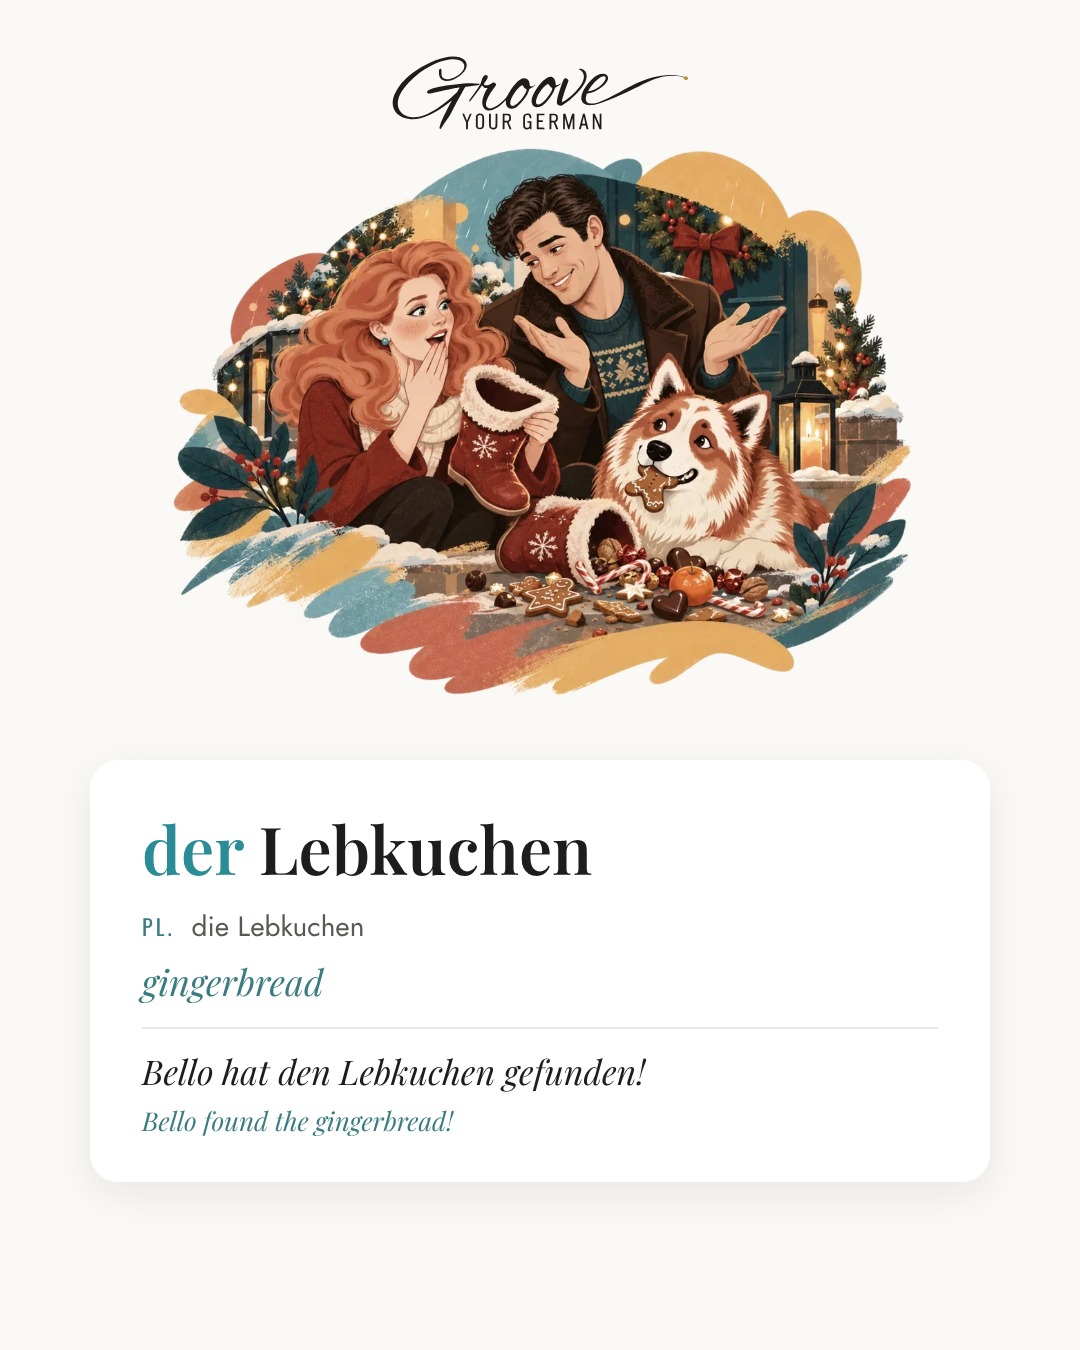 Groove
YOUR GERMAN
der Lebkuchen
PL. die Lebkuchen
gingerbread
Bello hat den Lebkuchen gefunden!
Bello found the gingerbread!